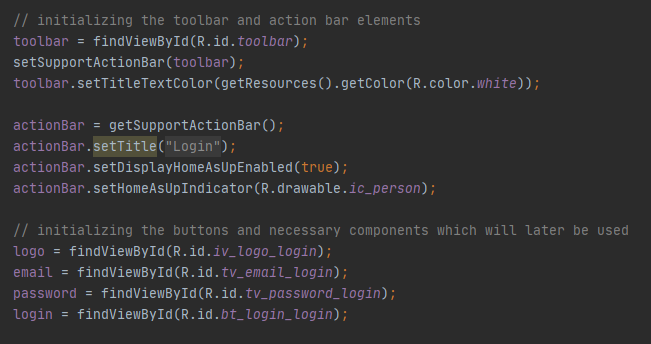 // initializing the toolbar and action bar elements
toolbar = findViewById(R.id.toolbar);
setSupportActionBar(toolbar);
toolbar.setTitleTextColor(getResources().getColor(R.color.white));
actionBar = getSupportActionBar();
actionBar.setTitle("Login");
actionBar.setDisplayHomeAsUpEnabled(true);
actionBar.setHomeAsUpIndicator(R.drawable.ic_person);
// initializing the buttons and necessary components which will later be used
logo = findViewById(R.id.iv_logo_login);
email = findViewById(R.id.tv_email_login);
password = findViewById(R.id.tv_password_login);
login = findViewById(R.id.bt_login_login);